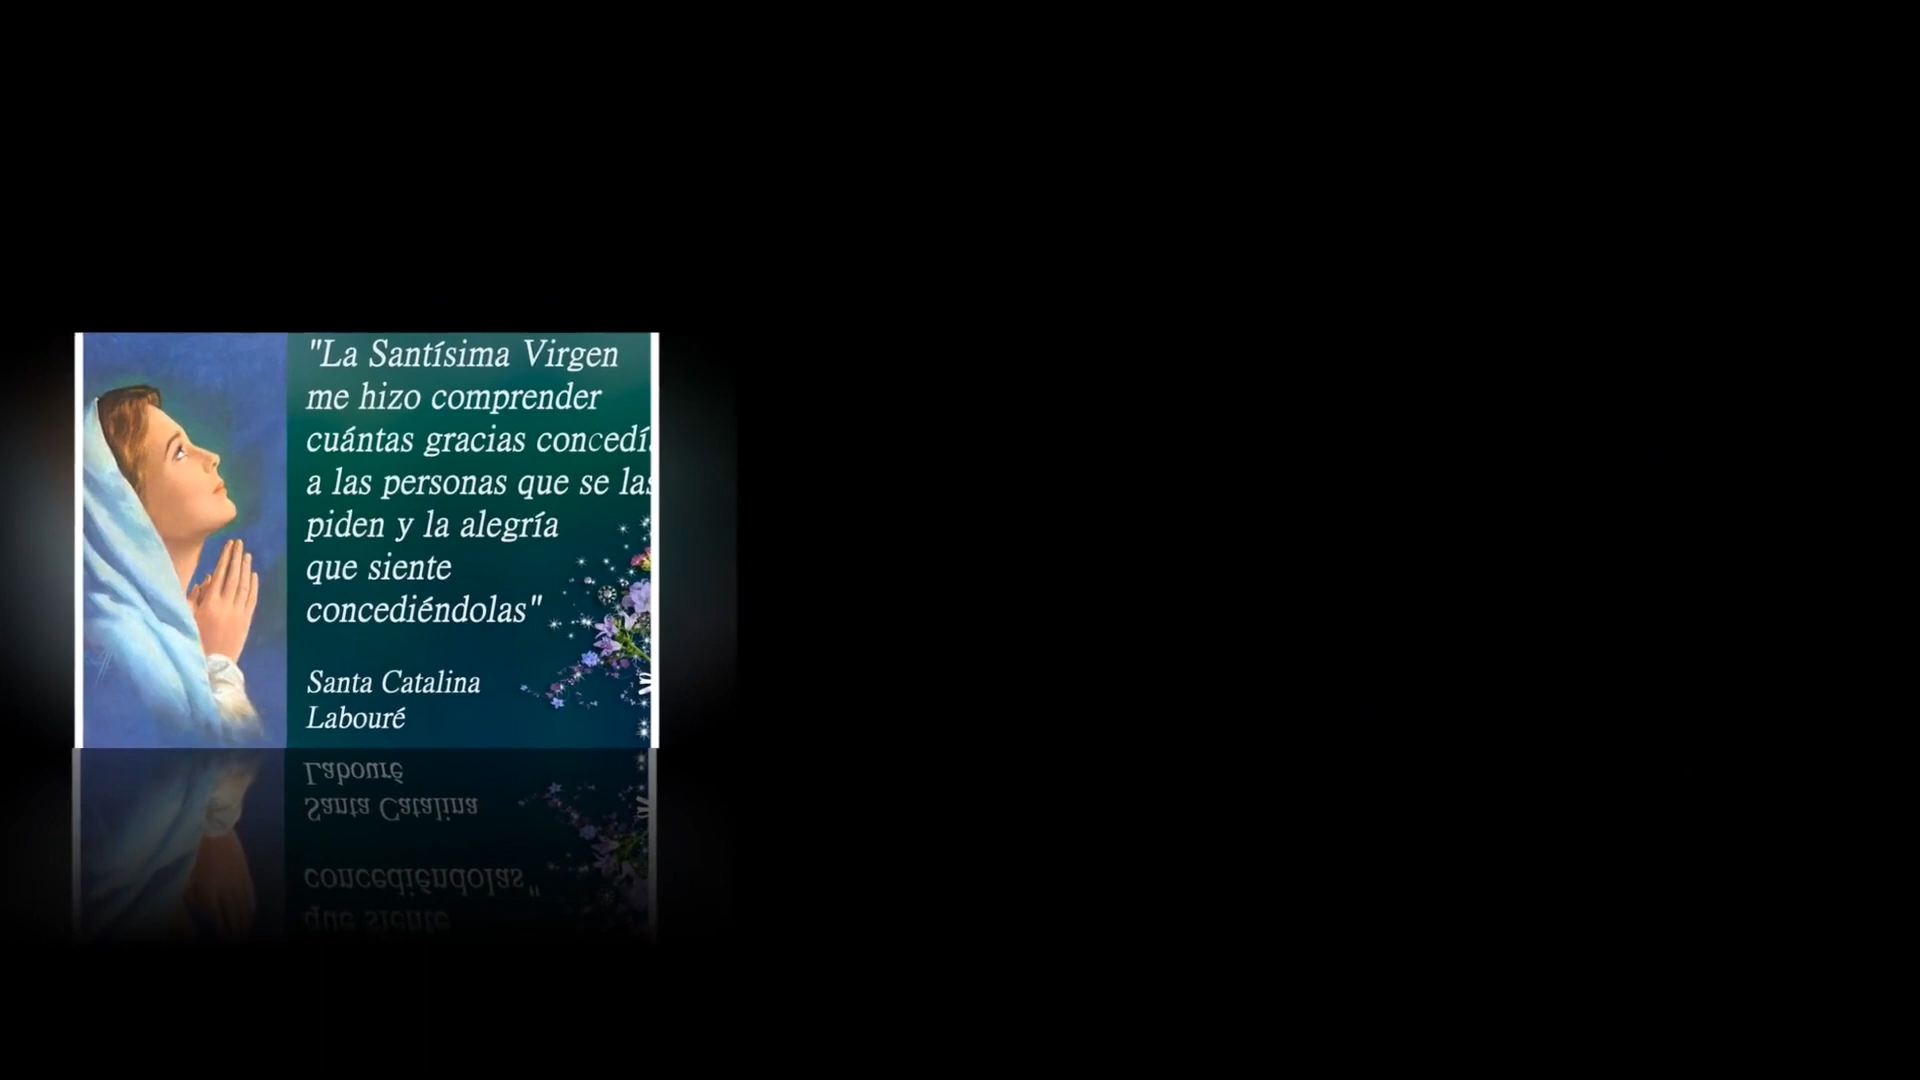 "La Santísima Virgen
me hizo comprender
cuántas gracias concedí
a las personas que se las
piden y la alegría
que siente
concediéndolas"
Santa Catalina
Labouré